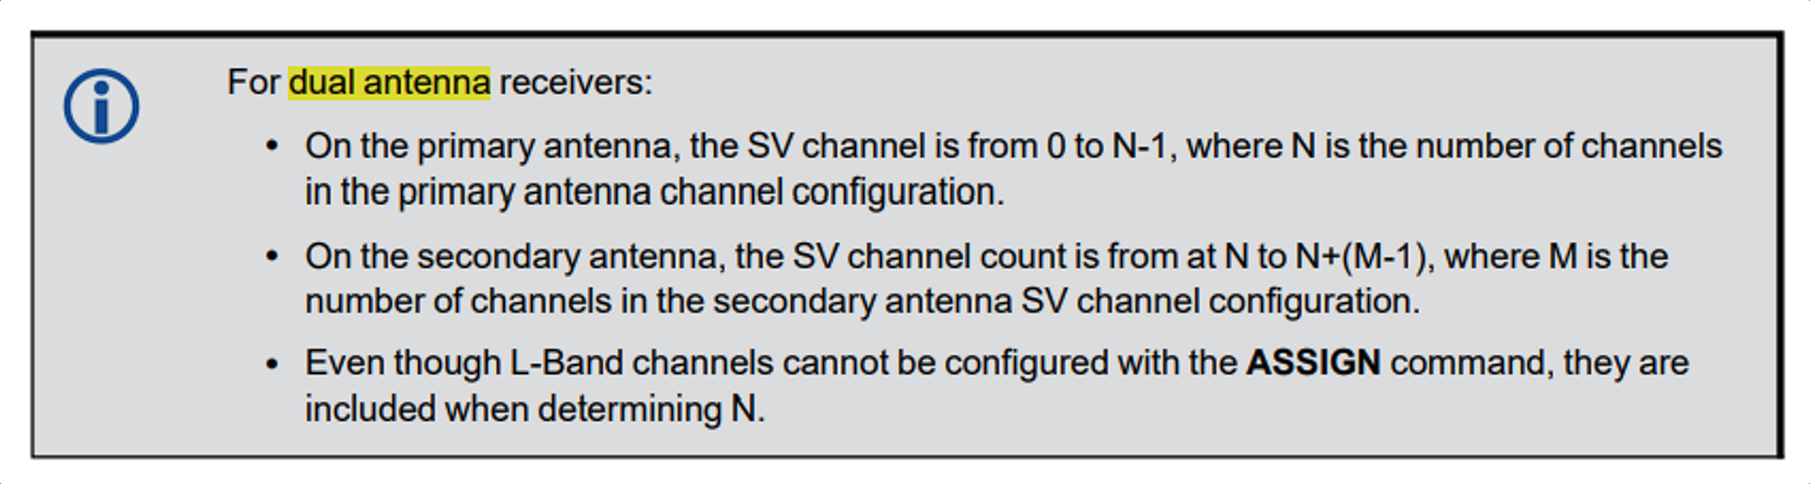 For dual antenna receivers:
• On the primary antenna, the SV channel is from 0 to N-1, where N is the number of channels
in the primary antenna channel configuration.
• On the secondary antenna, the SV channel count is from at N to N+(M-1), where M is the
number of channels in the secondary antenna SV channel configuration.
• Even though L-Band channels cannot be configured with the ASSIGN command, they are
included when determining N.